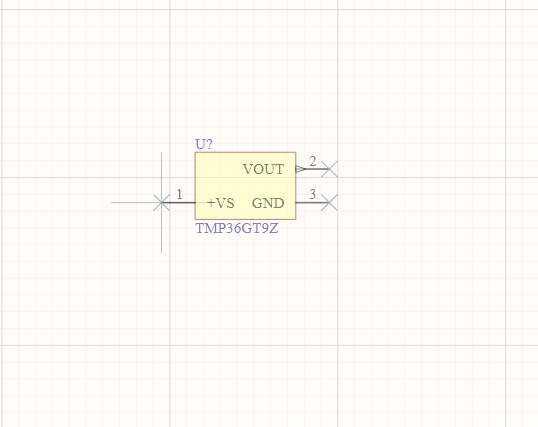 U?
VOUT 2
1 +VS GND 3
TMP36GT9Z